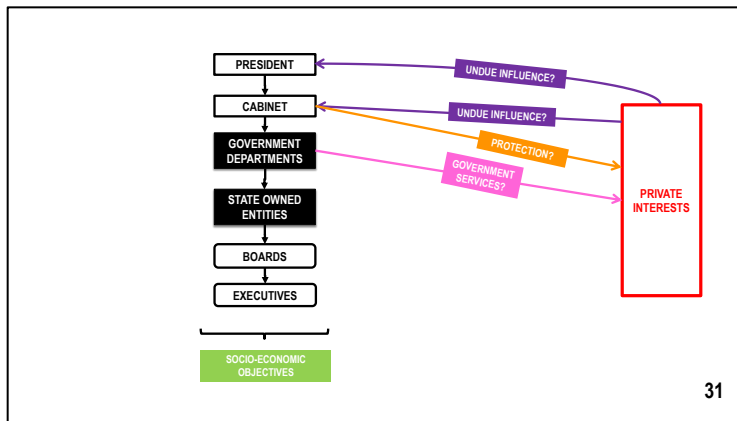 PRESIDENT
UNDUE INFLUENCE?
CABINET
UNDUE INFLUENCE?
GOVERNMENT
DEPARTMENTS
PROTECTION?
GOVERNMENT
SERVICES?
STATE OWNED
ENTITIES
PRIVATE
INTERESTS
BOARDS
EXECUTIVES
SOCIO-ECONOMIC
OBJECTIVES
31